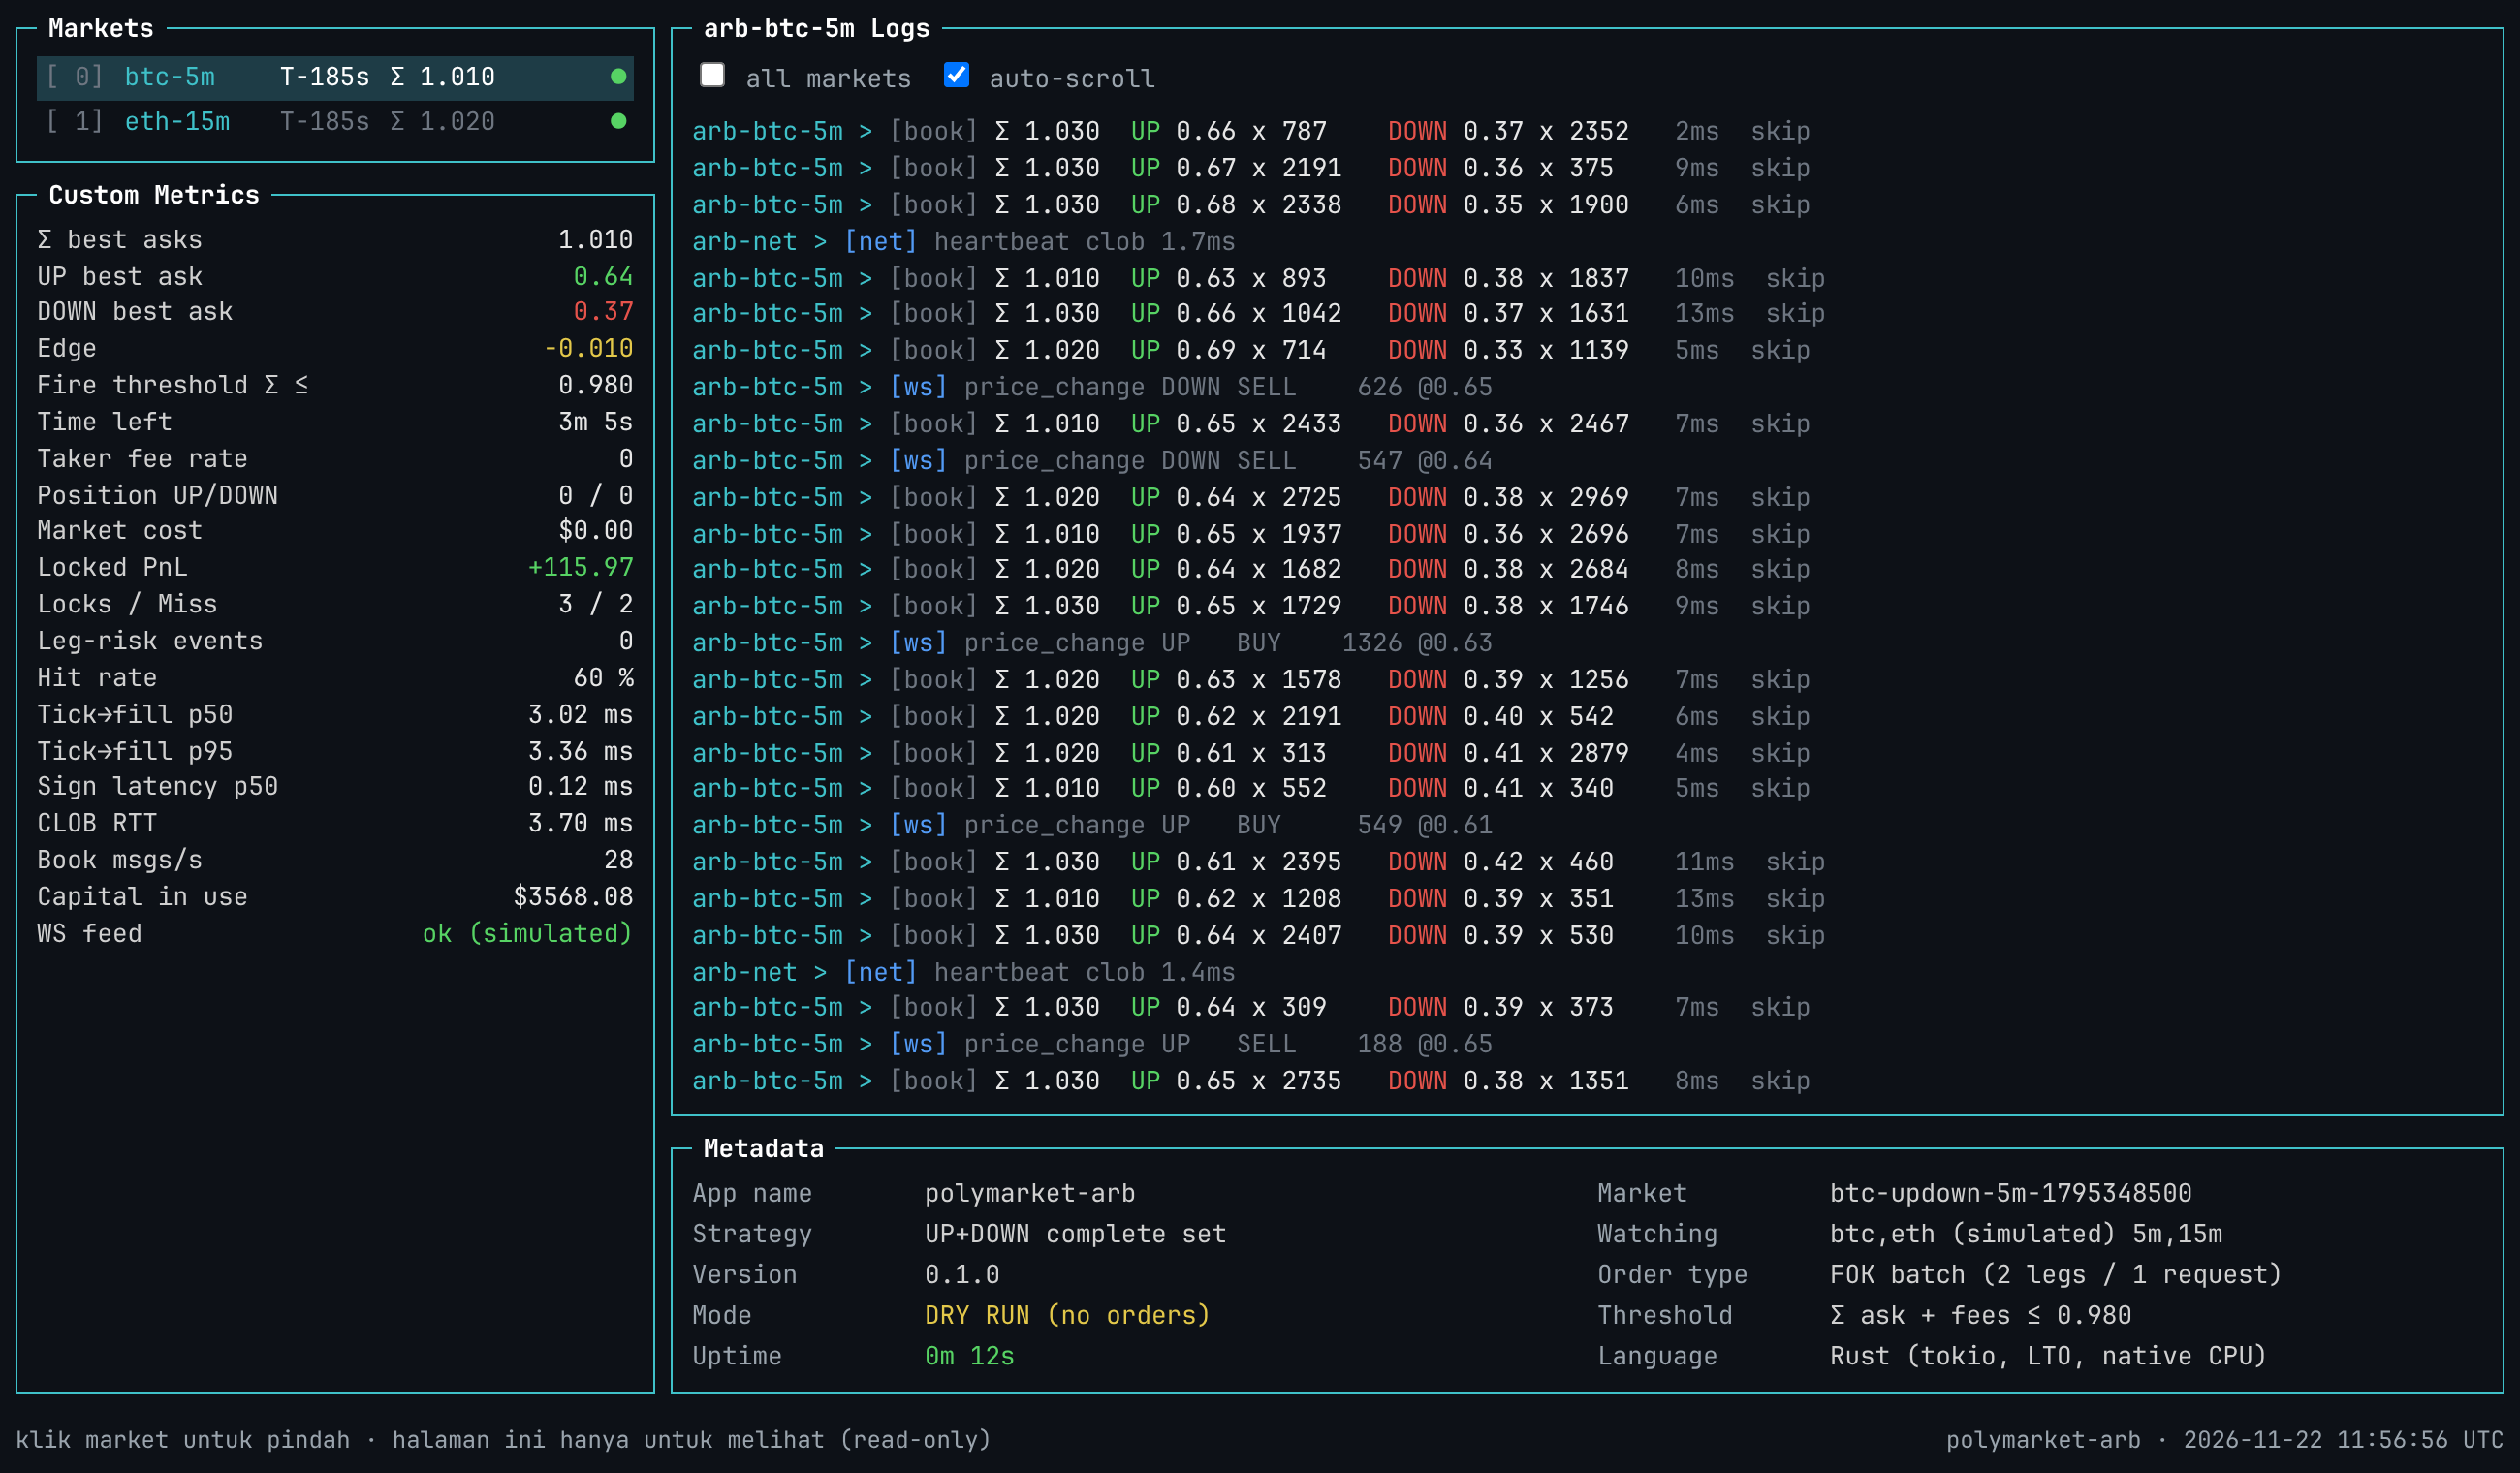 Markets
[ 0] btc-5m T-185s Σ 1.010
[ 1] eth-15m T-185s Σ 1.020
Custom Metrics
Σ best asks 1.010
UP best ask 0.64
DOWN best ask 0.37
Edge -0.010
Fire threshold Σ ≤ 0.980
Time left 3m 5s
Taker fee rate 0
Position UP/DOWN 0 / 0
Market cost $0.00
Locked PnL +115.97
Locks / Miss 3 / 2
Leg-risk events 0
Hit rate 60 %
Tick→fill p50 3.02 ms
Tick→fill p95 3.36 ms
Sign latency p50 0.12 ms
CLOB RTT 3.70 ms
Book msgs/s 28
Capital in use $3568.08
WS feed ok (simulated)
arb-btc-5m Logs
all markets auto-scroll
arb-btc-5m > [book] Σ 1.030 UP 0.66 x 787 DOWN 0.37 x 2352 2ms skip
arb-btc-5m > [book] Σ 1.030 UP 0.67 x 2191 DOWN 0.36 x 375 9ms skip
arb-btc-5m > [book] Σ 1.030 UP 0.68 x 2338 DOWN 0.35 x 1900 6ms skip
arb-net > [net] heartbeat clob 1.7ms
arb-btc-5m > [book] Σ 1.010 UP 0.63 x 893 DOWN 0.38 x 1837 10ms skip
arb-btc-5m > [book] Σ 1.030 UP 0.66 x 1042 DOWN 0.37 x 1631 13ms skip
arb-btc-5m > [book] Σ 1.020 UP 0.69 x 714 DOWN 0.33 x 1139 5ms skip
arb-btc-5m > [ws] price_change DOWN SELL 626 @0.65
arb-btc-5m > [book] Σ 1.010 UP 0.65 x 2433 DOWN 0.36 x 2467 7ms skip
arb-btc-5m > [ws] price_change DOWN SELL 547 @0.64
arb-btc-5m > [book] Σ 1.020 UP 0.64 x 2725 DOWN 0.38 x 2969 7ms skip
arb-btc-5m > [book] Σ 1.010 UP 0.65 x 1937 DOWN 0.36 x 2696 7ms skip
arb-btc-5m > [book] Σ 1.020 UP 0.64 x 1682 DOWN 0.38 x 2684 8ms skip
arb-btc-5m > [book] Σ 1.030 UP 0.65 x 1729 DOWN 0.38 x 1746 9ms skip
arb-btc-5m > [ws] price_change UP BUY 1326 @0.63
arb-btc-5m > [book] Σ 1.020 UP 0.63 x 1578 DOWN 0.39 x 1256 7ms skip
arb-btc-5m > [book] Σ 1.020 UP 0.62 x 2191 DOWN 0.40 x 542 6ms skip
arb-btc-5m > [book] Σ 1.020 UP 0.61 x 313 DOWN 0.41 x 2879 4ms skip
arb-btc-5m > [book] Σ 1.010 UP 0.60 x 552 DOWN 0.41 x 340 5ms skip
arb-btc-5m > [ws] price_change UP BUY 549 @0.61
arb-btc-5m > [book] Σ 1.030 UP 0.61 x 2395 DOWN 0.42 x 460 11ms skip
arb-btc-5m > [book] Σ 1.010 UP 0.62 x 1208 DOWN 0.39 x 351 13ms skip
arb-btc-5m > [book] Σ 1.030 UP 0.64 x 2407 DOWN 0.39 x 530 10ms skip
arb-net > [net] heartbeat clob 1.4ms
arb-btc-5m > [book] Σ 1.030 UP 0.64 x 309 DOWN 0.39 x 373 7ms skip
arb-btc-5m > [ws] price_change UP SELL 188 @0.65
arb-btc-5m > [book] Σ 1.030 UP 0.65 x 2735 DOWN 0.38 x 1351 8ms skip
Metadata
App name polymarket-arb Market btc-updown-5m-1795348500
Strategy UP+DOWN complete set Watching btc,eth (simulated) 5m,15m
Version 0.1.0 Order type FOK batch (2 legs / 1 request)
Mode DRY RUN (no orders) Threshold Σ ask + fees ≤ 0.980
Uptime 0m 12s Language Rust (tokio, LTO, native CPU)
klik market untuk pindah · halaman ini hanya untuk melihat (read-only) polymarket-arb · 2026-11-22 11:56:56 UTC